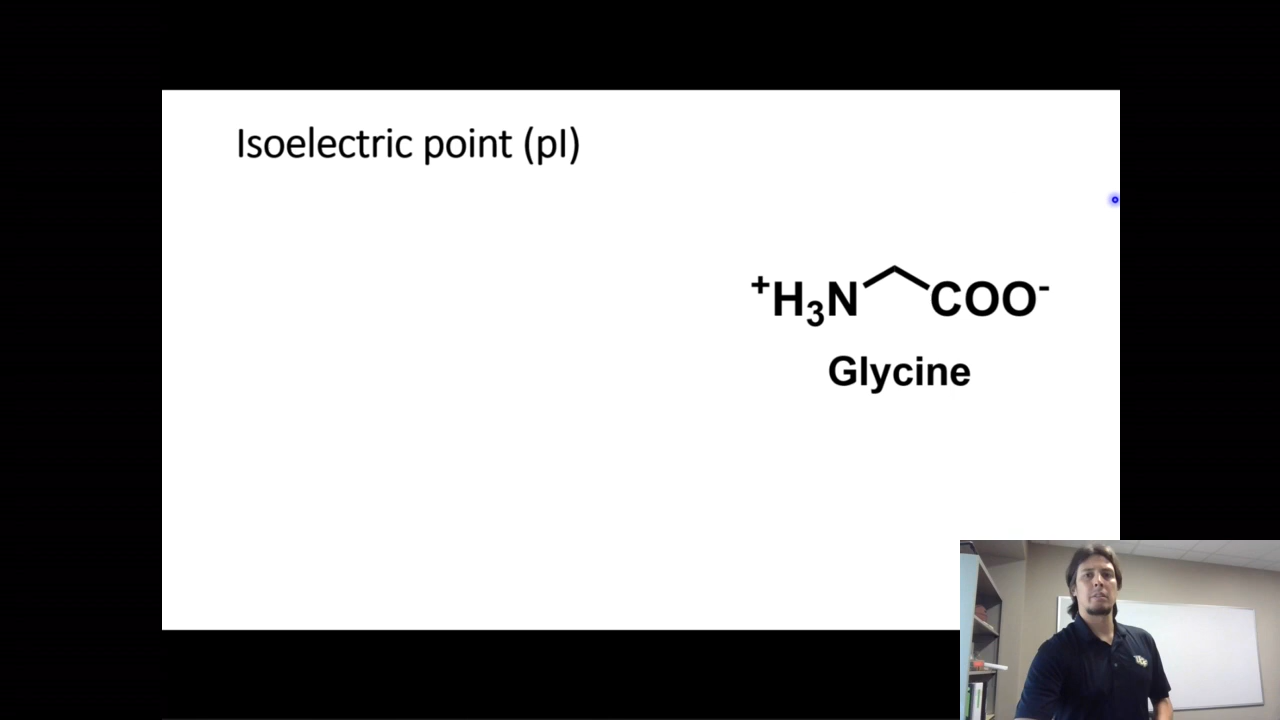 Isoelectric point (pI)
⁺H₃N COO⁻
Glycine